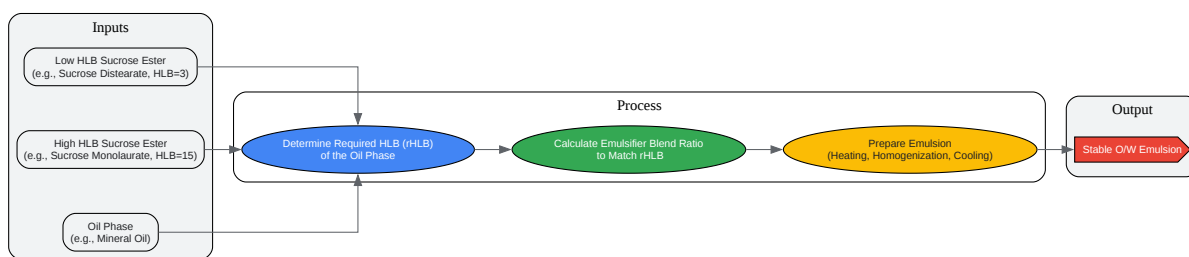 Inputs
Low HLB Sucrose Ester
(e.g., Sucrose Distearate, HLB=3)
High HLB Sucrose Ester
(e.g., Sucrose Monolaurate, HLB=15)
Oil Phase
(e.g., Mineral Oil)
Process
Determine Required HLB (rHLB)
of the Oil Phase
Calculate Emulsifier Blend Ratio
to Match rHLB
Prepare Emulsion
(Heating, Homogenization, Cooling)
Output
Stable O/W Emulsion